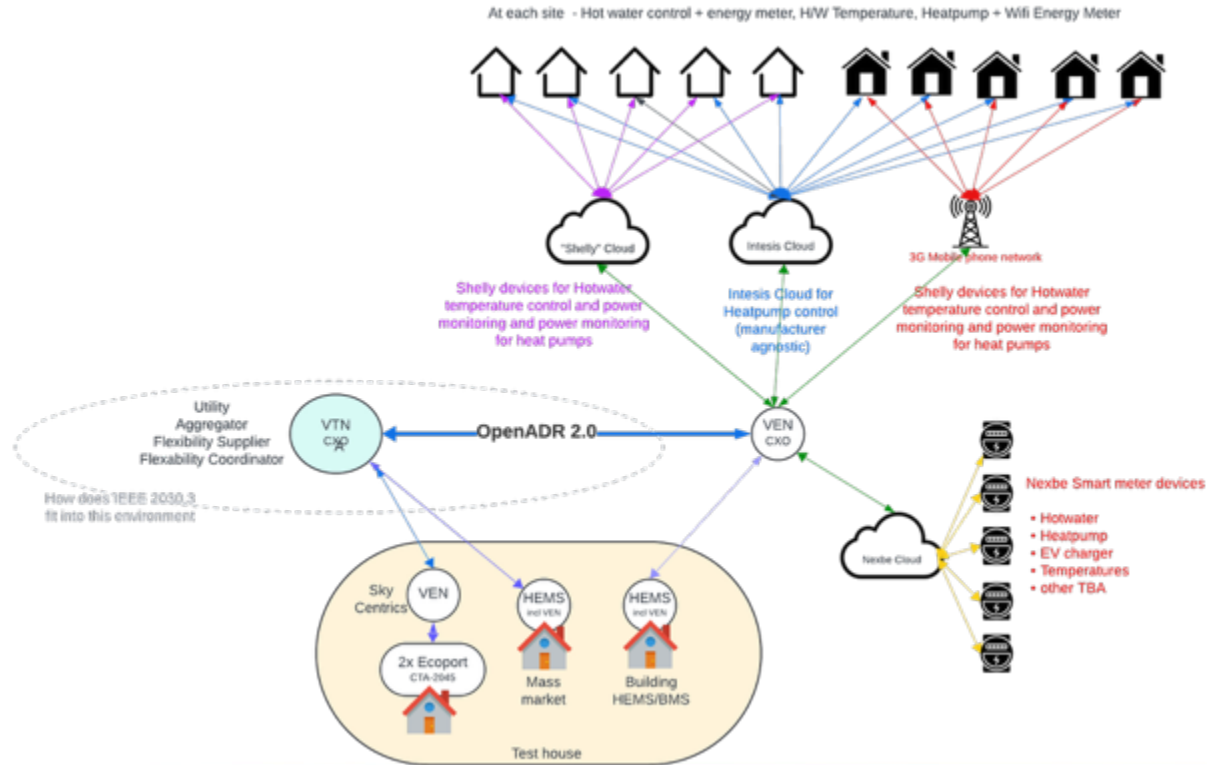 At each site - Hot water control + energy meter, H/W Temperature, Heatpump + Wifi Energy Meter
"Shelly" Cloud
Intesis Cloud
3G Mobile phone network
Shelly devices for Hotwater
temperature control and power
monitoring and power monitoring
for heat pumps
Intesis Cloud for
Heatpump control
(manufacturer
agnostic)
Shelly devices for Hotwater
temperature control and power
monitoring and power monitoring
for heat pumps
Utility
Aggregator
Flexibility Supplier
Flexability Coordinator
VTN
CXO
A
OpenADR 2.0
VEN
CXO
How does IEEE 2030.3
fit into this environment
Nexbe Cloud
Nexbe Smart meter devices
• Hotwater
• Heatpump
• EV charger
• Temperatures
• other TBA
Sky
Centrics
VEN
2x Ecoport
CTA-2045
HEMS
incl VEN
Mass
market
HEMS
incl VEN
Building
HEMS/BMS
Test house